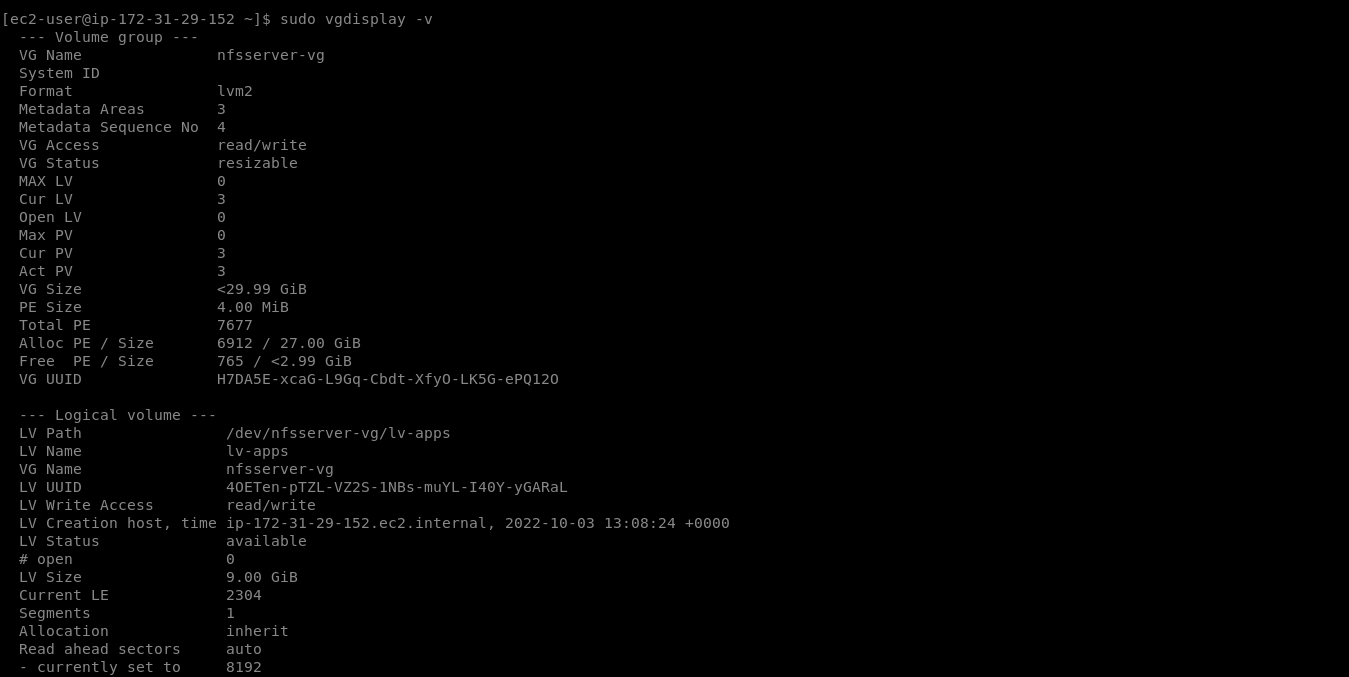 [ec2-user@ip-172-31-29-152 ~]$ sudo vgdisplay -v
  --- Volume group ---
  VG Name               nfsserver-vg
  System ID
  Format                lvm2
  Metadata Areas        3
  Metadata Sequence No  4
  VG Access             read/write
  VG Status             resizable
  MAX LV                0
  Cur LV                3
  Open LV               0
  Max PV                0
  Cur PV                3
  Act PV                3
  VG Size               <29.99 GiB
  PE Size               4.00 MiB
  Total PE              7677
  Alloc PE / Size       6912 / 27.00 GiB
  Free  PE / Size       765 / <2.99 GiB
  VG UUID               H7DA5E-xcaG-L9Gq-Cbdt-XfyO-LK5G-ePQ12O

  --- Logical volume ---
  LV Path                /dev/nfsserver-vg/lv-apps
  LV Name                lv-apps
  VG Name                nfsserver-vg
  LV UUID                4OETen-pTZL-VZ2S-1NBs-muYL-I40Y-yGARaL
  LV Write Access        read/write
  LV Creation host, time ip-172-31-29-152.ec2.internal, 2022-10-03 13:08:24 +0000
  LV Status              available
  # open                 0
  LV Size                9.00 GiB
  Current LE             2304
  Segments               1
  Allocation             inherit
  Read ahead sectors     auto
  - currently set to     8192